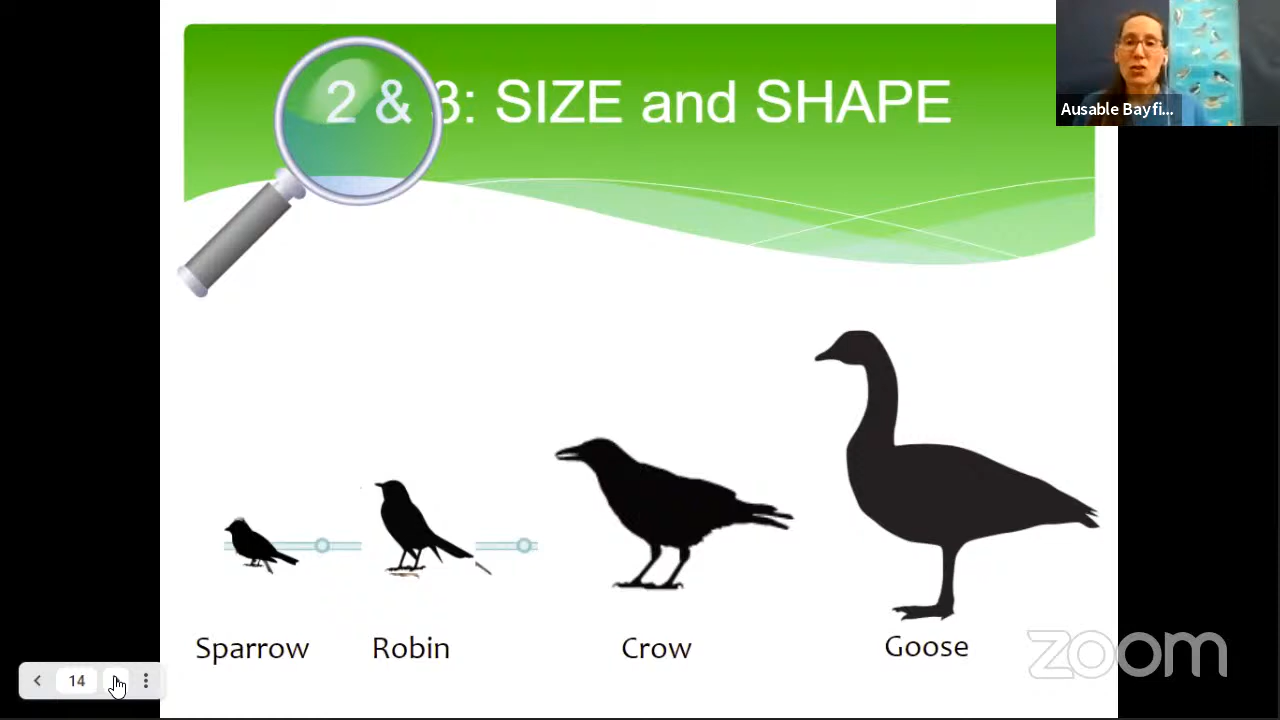 2 & 3: SIZE and SHAPE
Ausable Bayfi...
Sparrow
Robin
Crow
Goose
zoom
14